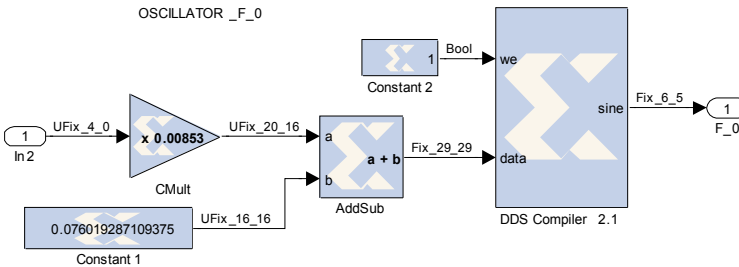 OSCILLATOR _F_0
1
Bool
we
Constant 2
Fix_6_5
sine
1
F_0
1
In2
UFix_4_0
x 0.00853
UFix_20_16
a
a + b
Fix_29_29
data
CMult
b
AddSub
DDS Compiler 2.1
0.076019287109375
UFix_16_16
Constant 1